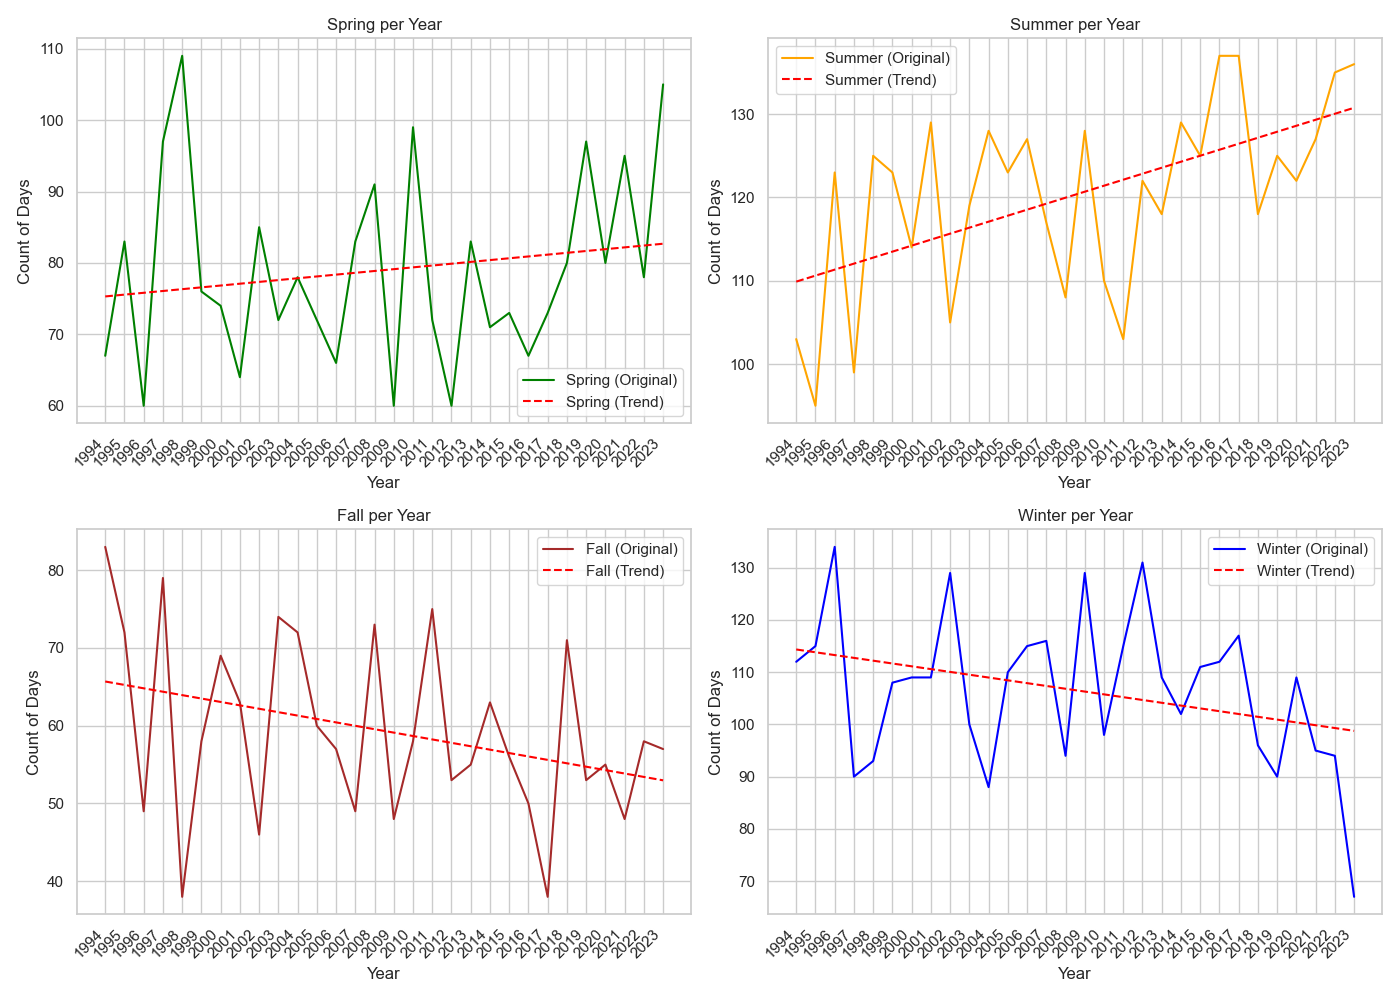 Spring per Year
110
100
90
80
70
60
Count of Days
Spring (Original)
Spring (Trend)
1994 1995 1996 1997 1998 1999 2000 2001 2002 2003 2004 2005 2006 2007 2008 2009 2010 2011 2012 2013 2014 2015 2016 2017 2018 2019 2020 2021 2022 2023
Year
Summer per Year
Summer (Original)
Summer (Trend)
130
120
110
100
Count of Days
1994 1995 1996 1997 1998 1999 2000 2001 2002 2003 2004 2005 2006 2007 2008 2009 2010 2011 2012 2013 2014 2015 2016 2017 2018 2019 2020 2021 2022 2023
Year
Fall per Year
Fall (Original)
Fall (Trend)
80
70
60
50
40
Count of Days
1994 1995 1996 1997 1998 1999 2000 2001 2002 2003 2004 2005 2006 2007 2008 2009 2010 2011 2012 2013 2014 2015 2016 2017 2018 2019 2020 2021 2022 2023
Year
Winter per Year
Winter (Original)
Winter (Trend)
130
120
110
100
90
80
70
Count of Days
1994 1995 1996 1997 1998 1999 2000 2001 2002 2003 2004 2005 2006 2007 2008 2009 2010 2011 2012 2013 2014 2015 2016 2017 2018 2019 2020 2021 2022 2023
Year